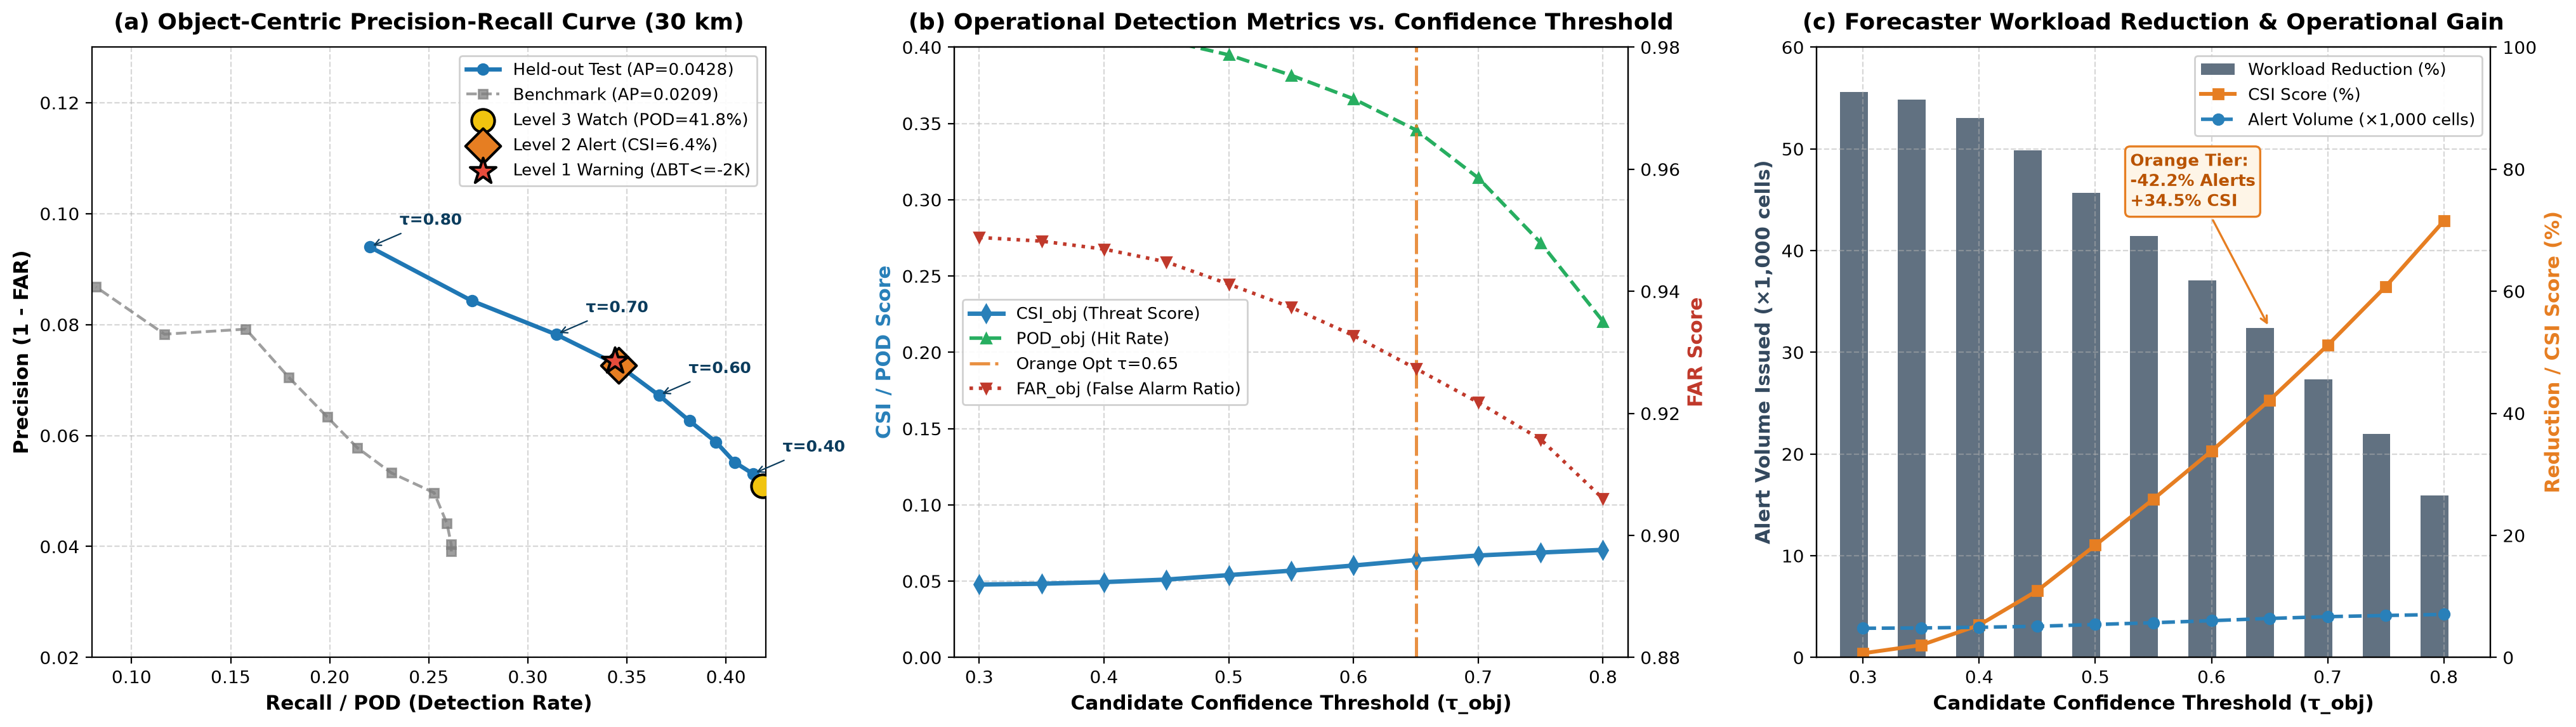 (a) Object-Centric Precision-Recall Curve (30 km)
Precision (1 - FAR)
0.12
0.10
0.08
0.06
0.04
0.02
Held-out Test (AP=0.0428)
Benchmark (AP=0.0209)
Level 3 Watch (POD=41.8%)
Level 2 Alert (CSI=6.4%)
Level 1 Warning (ΔBT<=-2K)
τ=0.80
τ=0.70
τ=0.60
τ=0.40
0.10 0.15 0.20 0.25 0.30 0.35 0.40
Recall / POD (Detection Rate)
(b) Operational Detection Metrics vs. Confidence Threshold
CSI / POD Score
0.40
0.35
0.30
0.25
0.20
0.15
0.10
0.05
0.00
CSI_obj (Threat Score)
POD_obj (Hit Rate)
Orange Opt τ=0.65
FAR_obj (False Alarm Ratio)
0.98
0.96
0.94
0.92
0.90
0.88
FAR Score
0.3 0.4 0.5 0.6 0.7 0.8
Candidate Confidence Threshold (τ_obj)
(c) Forecaster Workload Reduction & Operational Gain
Alert Volume Issued (×1,000 cells)
60
50
40
30
20
10
0
Workload Reduction (%)
CSI Score (%)
Alert Volume (×1,000 cells)
Orange Tier:
-42.2% Alerts
+34.5% CSI
100
80
60
40
20
0
Reduction / CSI Score (%)
0.3 0.4 0.5 0.6 0.7 0.8
Candidate Confidence Threshold (τ_obj)